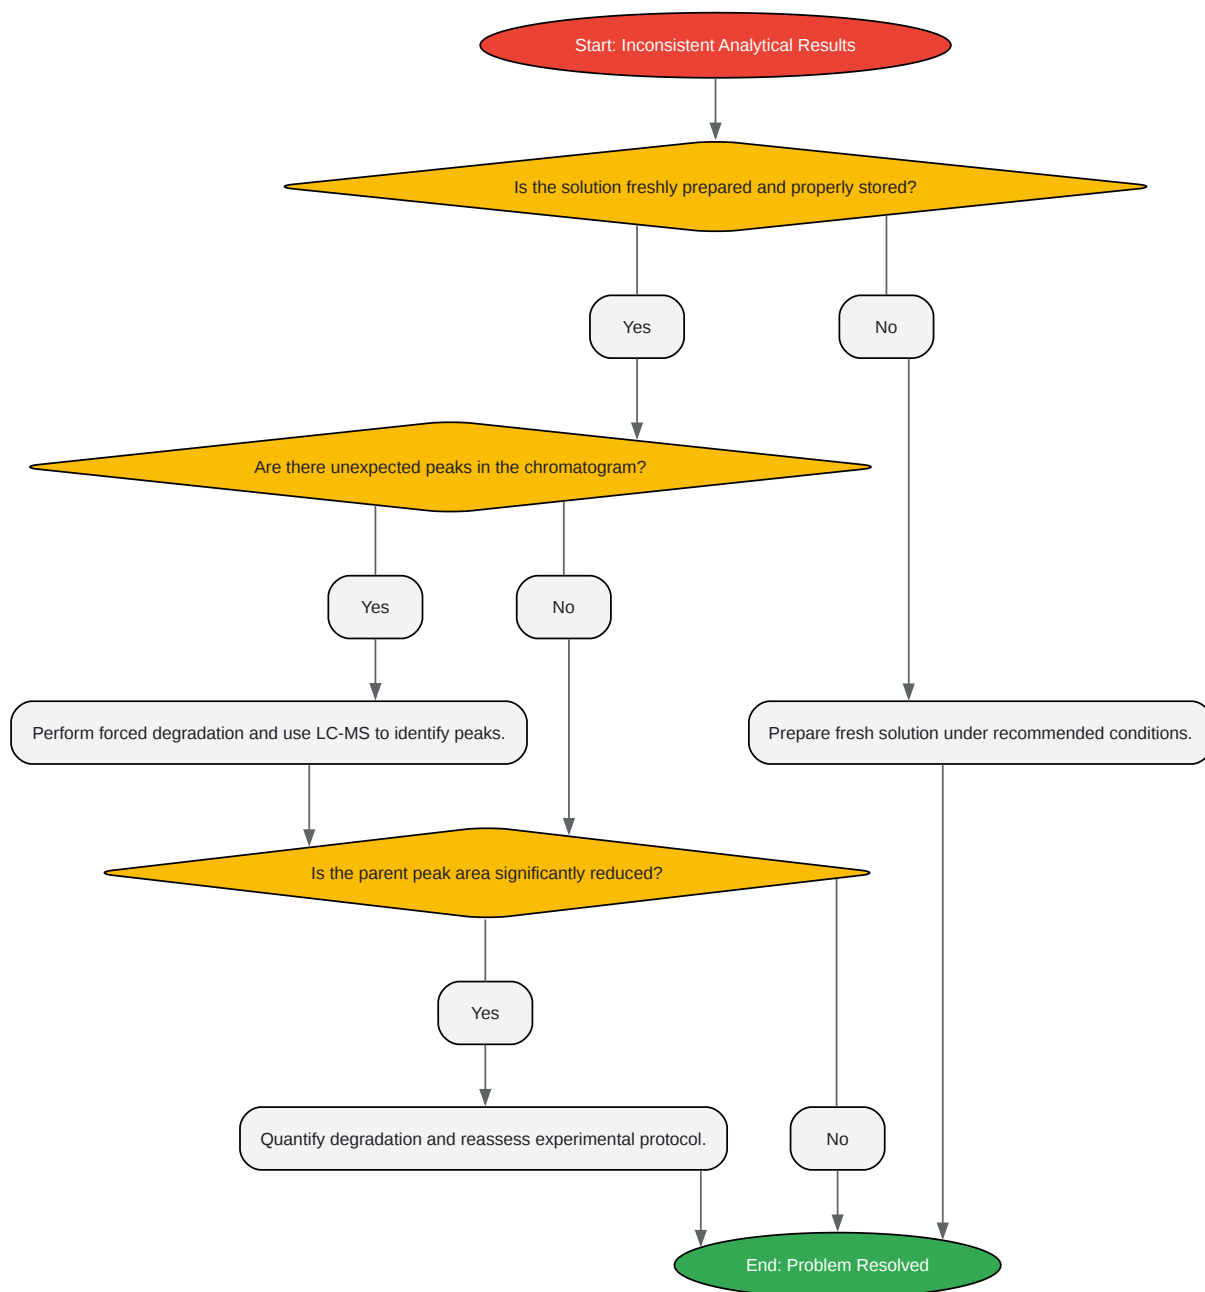 Start: Inconsistent Analytical Results
Is the solution freshly prepared and properly stored?
Yes
No
Are there unexpected peaks in the chromatogram?
Yes
No
Perform forced degradation and use LC-MS to identify peaks.
Prepare fresh solution under recommended conditions.
Is the parent peak area significantly reduced?
Yes
Quantify degradation and reassess experimental protocol.
No
End: Problem Resolved